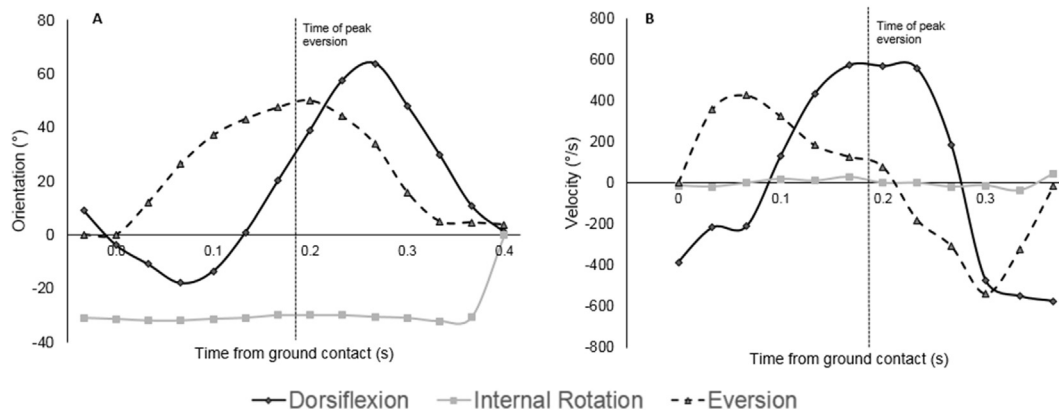 A
Time of peak
eversion
80
60
40
20
0
-20
-40
0.0
0.1
0.2
0.3
0.4
Orientation (°)
Time from ground contact (s)
B
Time of peak
eversion
800
600
400
200
0
-200
-400
-600
-800
0
0.1
0.2
0.3
Velocity (°/s)
Time from ground contact (s)
Dorsiflexion Internal Rotation Eversion